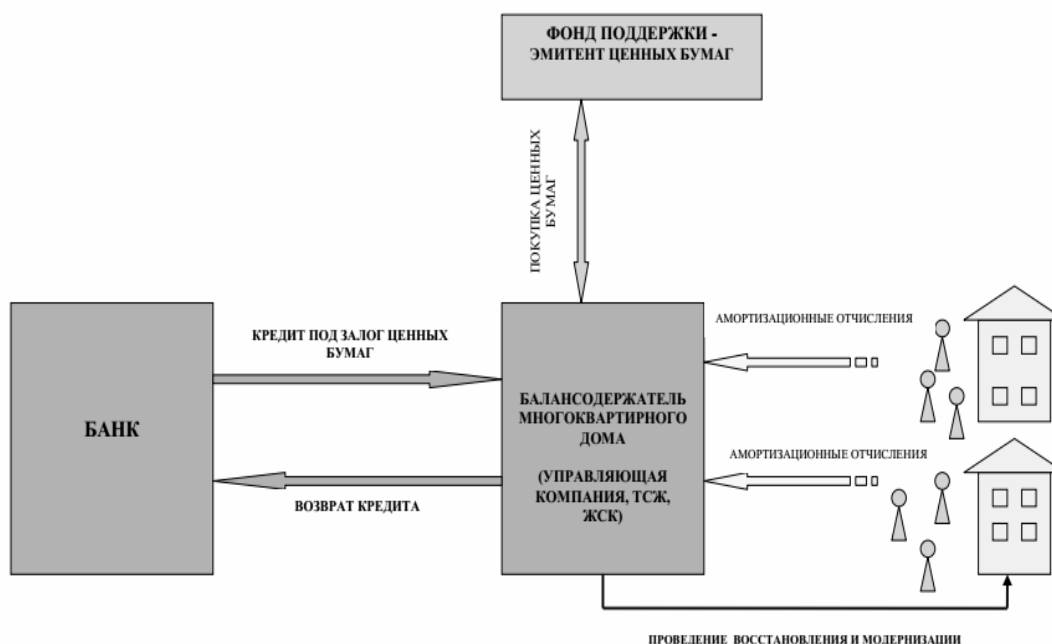 ФОНД ПОДДЕРЖКИ -
ЭМИТЕНТ ЦЕННЫХ БУМАГ
ПОКУПКА ЦЕННЫХ
БУМАГ
КРЕДИТ ПОД ЗАЛОГ ЦЕННЫХ
БУМАГ
БАНК
ВОЗВРАТ КРЕДИТА
БАЛАНСОДЕРЖАТЕЛЬ
МНОГОКВАРТИРНОГО
ДОМА
(УПРАВЛЯЮЩАЯ
КОМПАНИЯ, ТСЖ,
ЖСК)
АМОРТИЗАЦИОННЫЕ ОТЧИСЛЕНИЯ
АМОРТИЗАЦИОННЫЕ ОТЧИСЛЕНИЯ
ПРОВЕДЕНИЕ ВОССТАНОВЛЕНИЯ И МОДЕРНИЗАЦИИ